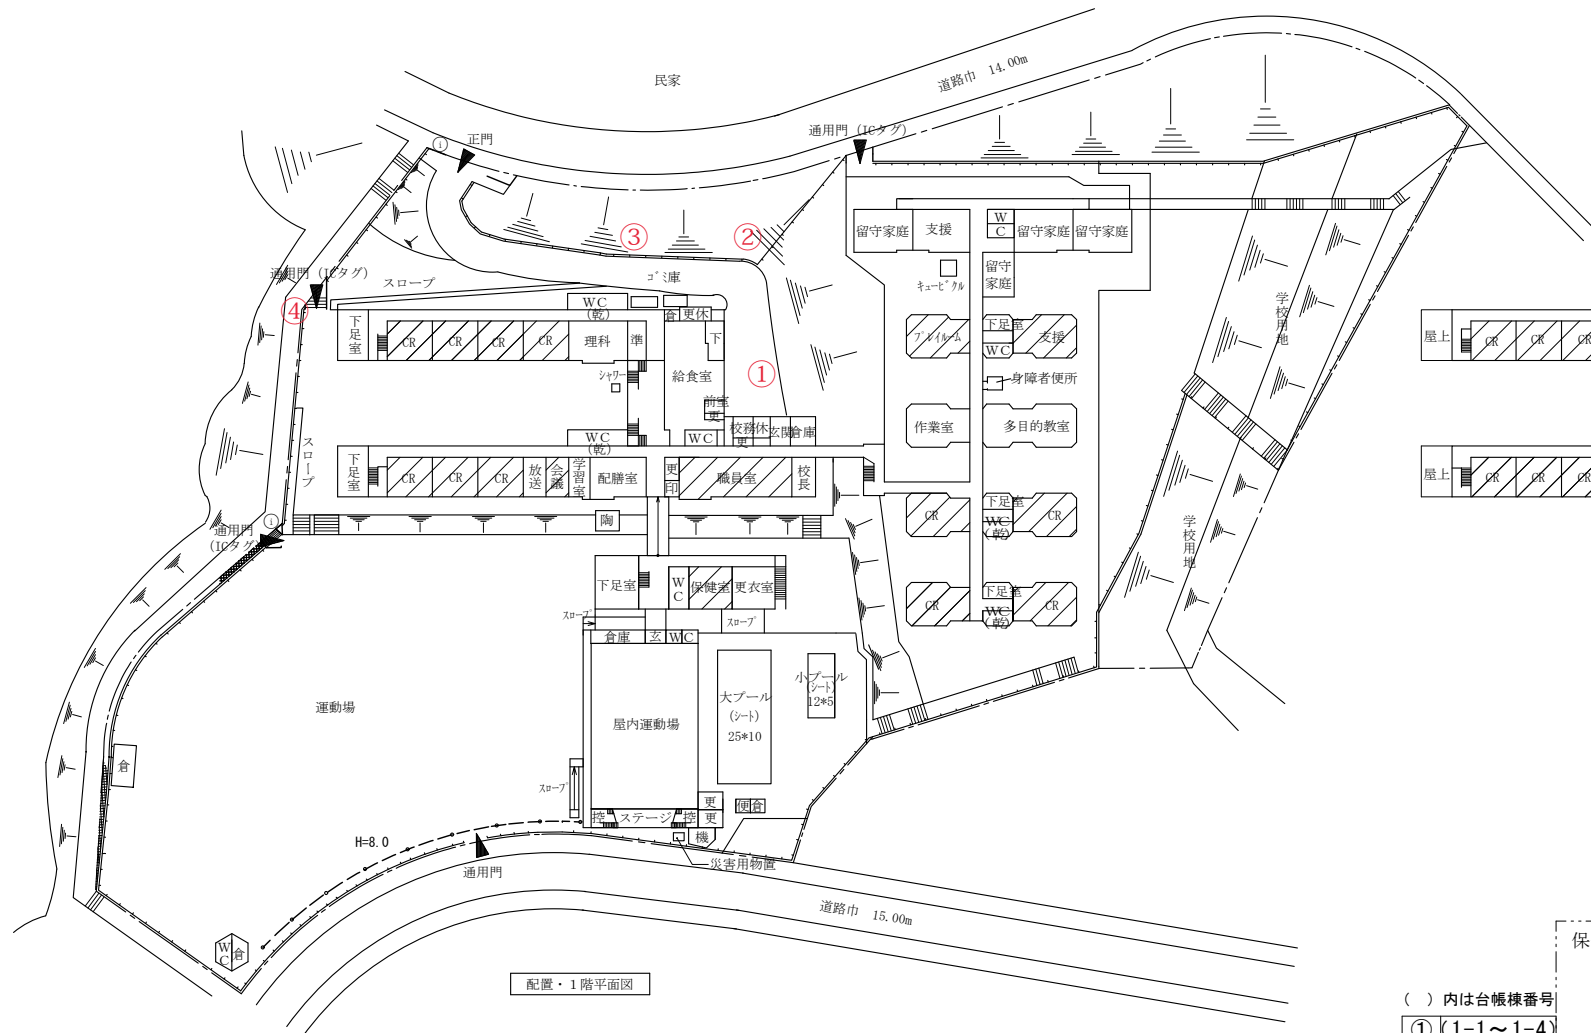 民家
道路巾 14.00m
通用門 (ICタグ)
正門
i
③
②
留守家庭
支援
W
C
留守家庭
留守家庭
留守
家庭
キュービクル
通用門 (ICタグ)
④
スロープ
ゴミ庫
WC
(乾)
倉
更休
下
下足室
CR
CR
CR
CR
理科
準
シャワー
給食室
①
前室
更
プレイルーム
下足室
WC
支援
身障者便所
学校用地
屋上
CR
CR
CR
作業室
多目的教室
スロープ
WC
(乾)
WC
校務
更
休
玄関
倉庫
下足室
CR
CR
CR
放送
会議
学習室
配膳室
更
印
職員室
校長
屋上
CR
CR
CR
陶
i
通用門
(ICタグ)
CR
下足室
WC
(乾)
CR
学校用地
下足室
W
C
保健室
更衣室
スロープ
スロープ
CR
下足室
WC
(乾)
CR
倉庫
玄
WC
運動場
屋内運動場
大プール
(シート)
25*10
小プール
(シート)
12*5
倉
スロープ
控
ステージ
控
更
更
機
便倉
災害用物置
H=8.0
通用門
道路巾 15.00m
W
C
倉
配置・1階平面図
保
( ) 内は台帳棟番号
① (1-1～1-4)